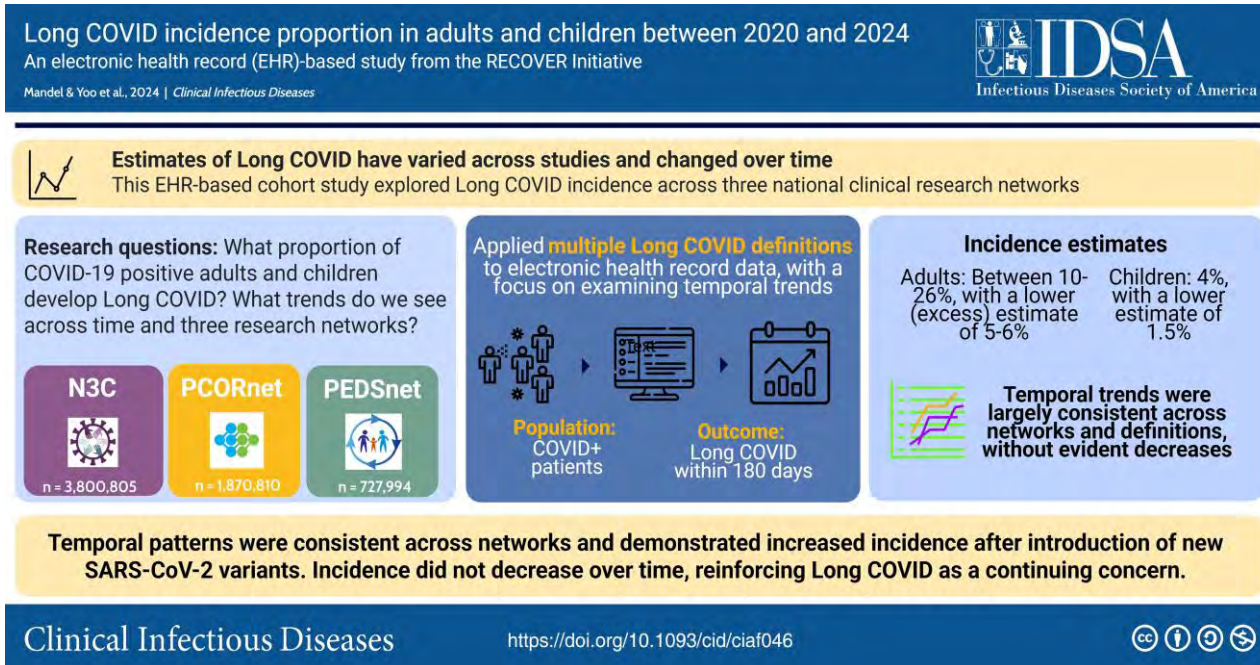 Long COVID incidence proportion in adults and children between 2020 and 2024
An electronic health record (EHR)-based study from the RECOVER Initiative
Mandel & Yoo et al., 2024 | Clinical Infectious Diseases
IDSA
Infectious Diseases Society of America
Estimates of Long COVID have varied across studies and changed over time
This EHR-based cohort study explored Long COVID incidence across three national clinical research networks
Research questions: What proportion of
COVID-19 positive adults and children
develop Long COVID? What trends do we see
across time and three research networks?
N3C
n = 3,800,805
PCORnet
n = 1,870,810
PEDSnet
n = 727,994
Applied multiple Long COVID definitions
to electronic health record data, with a
focus on examining temporal trends
Text
Population:
COVID+
patients
Outcome:
Long COVID
within 180 days
Incidence estimates
Adults: Between 10-
26%, with a lower
(excess) estimate
of 5-6%
Children: 4%,
with a lower
estimate of
1.5%
Temporal trends were
largely consistent across
networks and definitions,
without evident decreases
Temporal patterns were consistent across networks and demonstrated increased incidence after introduction of new
SARS-CoV-2 variants. Incidence did not decrease over time, reinforcing Long COVID as a continuing concern.
Clinical Infectious Diseases
https://doi.org/10.1093/cid/ciaf046
cc